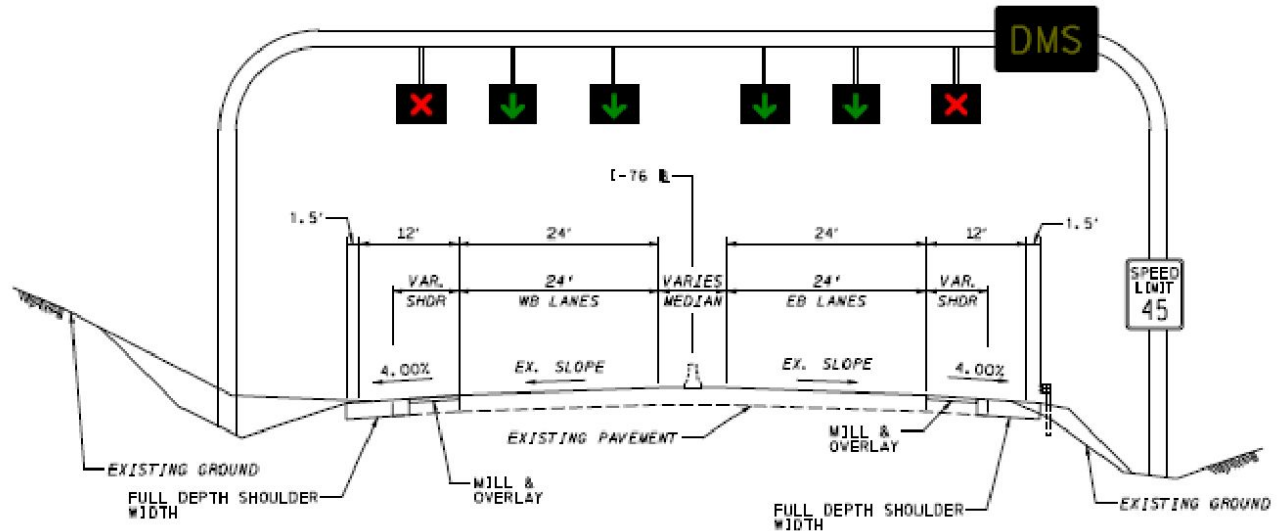 DMS
I-76 ℄
1.5'
12'
24'
24'
12'
1.5'
VAR.
SHDR
24'
WB LANES
VARIES
MEDIAN
24'
EB LANES
VAR.
SHDR
SPEED
LIMIT
45
4.00%
EX. SLOPE
EX. SLOPE
4.00%
EXISTING GROUND
FULL DEPTH SHOULDER
WIDTH
MILL &
OVERLAY
EXISTING PAVEMENT
MILL &
OVERLAY
FULL DEPTH SHOULDER
WIDTH
EXISTING GROUND